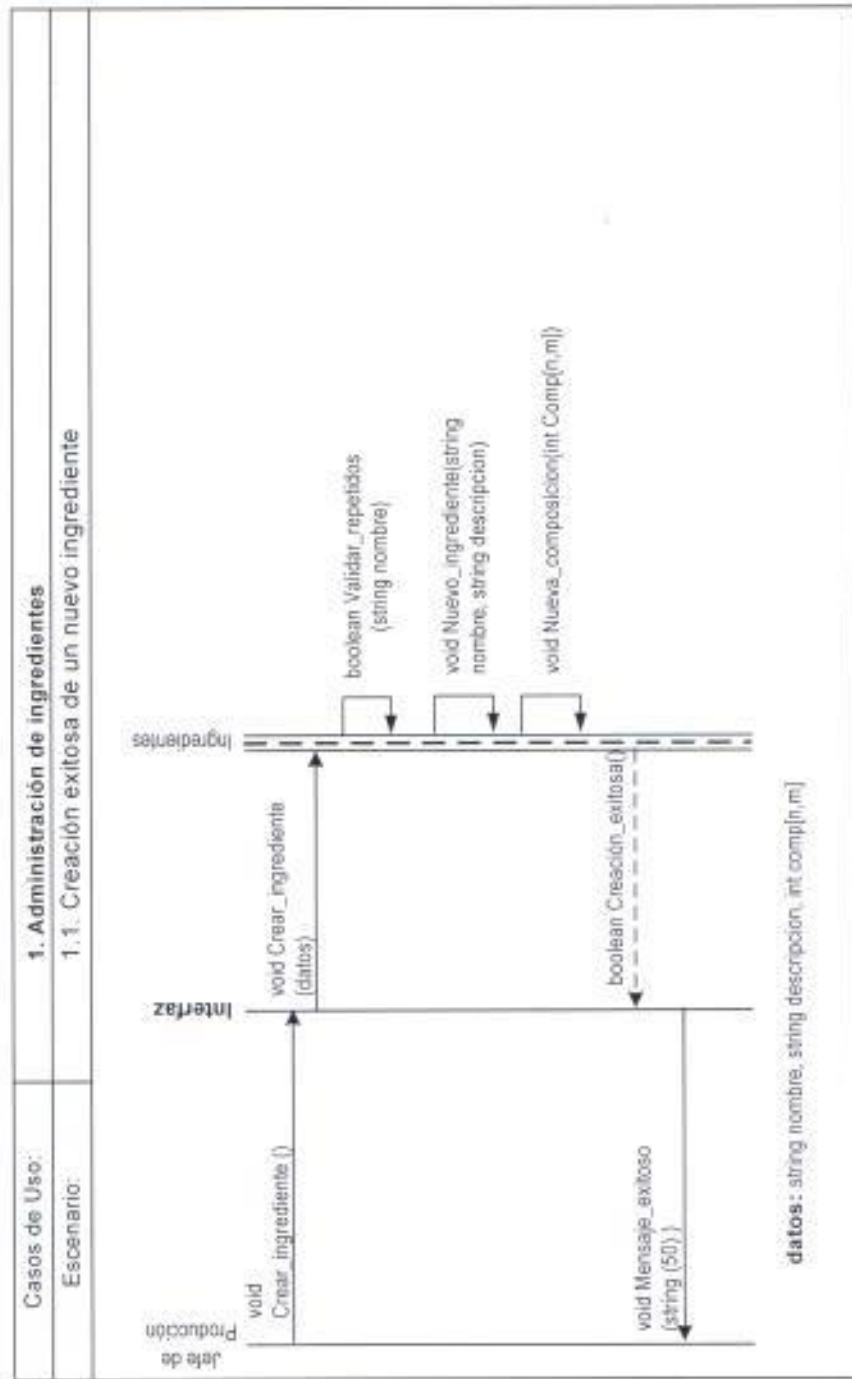 Casos de Uso:
1. Administración de ingredientes
Escenario:
1.1. Creación exitosa de un nuevo ingrediente
Jefe de
Producción
Interfaz
Ingredientes
void
Crear_ingrediente ()
void Crear_ingrediente
(datos)
boolean Validar_repetidos
(string nombre)
void Nuevo_ingrediente(string
nombre, string descripcion)
void Nueva_composicion(int Comp[n,m])
boolean Creación_exitosa()
void Mensaje_exitoso
(string (50) )
datos: string nombre, string descripcion, int comp[n,m]